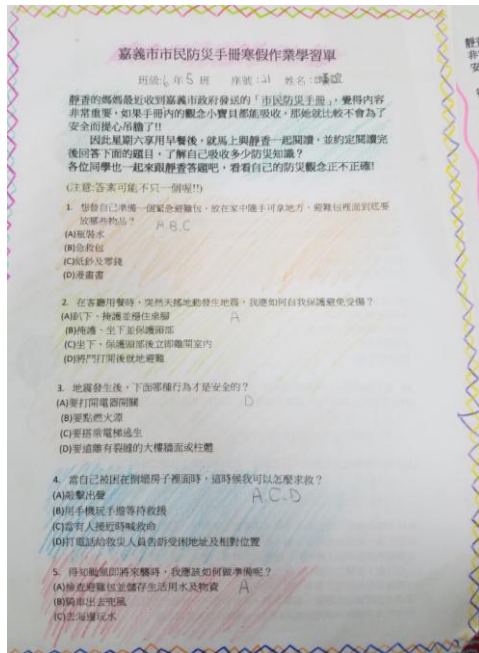 嘉義市市民防災手冊寒假作業學習單
班級:6年5班 座號:21 姓名:
靜香的媽媽最近收到嘉義市政府發送的「市民防災手冊」,覺得內容
非常重要,如果手冊內的觀念小寶貝都能吸收,那她就比較不會為了
安全而提心吊膽了!!
因此星期六享用早餐後,就馬上與靜香一起閱讀,並約定閱讀完
後回答下面的題目,了解自己吸收多少防災知識?
各位同學也一起來跟靜香答題吧,看看自己的防災觀念正不正確!
(注意:答案可能不只一個喔!!)
1. 想替自己準備一個緊急避難包,放在家中隨手可拿地方,避難包裡面到底要
放哪些物品? A.B.C
(A)瓶裝水
(B)急救包
(C)紙鈔及零錢
(D)漫畫書
2. 在客廳用餐時,突然天搖地動發生地震,我應如何自我保護避免受傷?
(A)趴下、掩護並穩住桌腳 A
(B)掩護、坐下並保護頭部
(C)坐下、保護頭部後立即離開室內
(D)將門打開後就地避難
3. 地震發生後,下面哪種行為才是安全的?
(A)要打開電器開關 D
(B)要點燃火源
(C)要搭乘電梯逃生
(D)要遠離有裂縫的大樓牆面或柱體
4. 當自己被困在倒塌房子裡面時,這時候我可以怎麼求救?
(A)敲擊出聲 A.C.D
(B)用手機玩手遊等待救援
(C)當有人接近時喊救命
(D)打電話給救災人員告訴受困地址及相對位置
5. 得知颱風即將來襲時,我應該如何做準備呢?
(A)檢查避難包並儲存生活用水及物資 A
(B)騎車出去兜風
(C)去海邊玩水